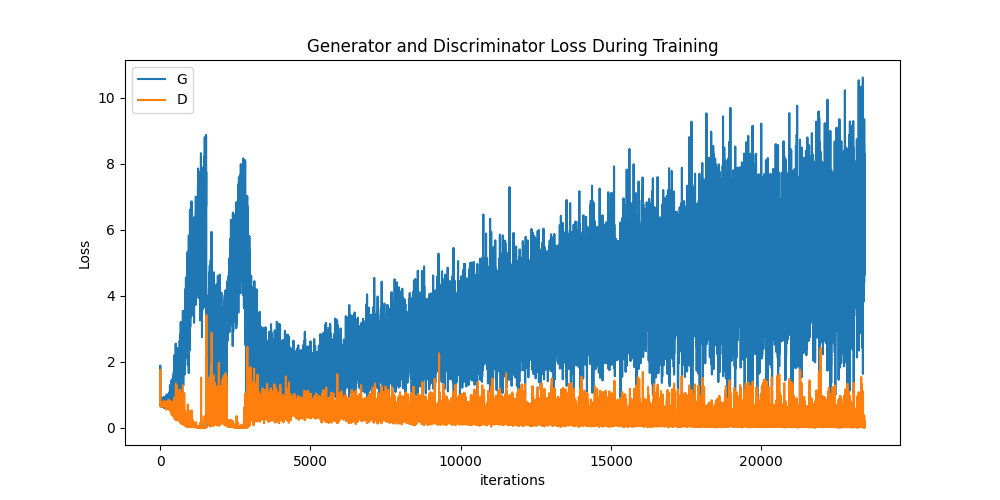 Generator and Discriminator Loss During Training
G
D
10
8
6
4
2
0
Loss
0 5000 10000 15000 20000
iterations